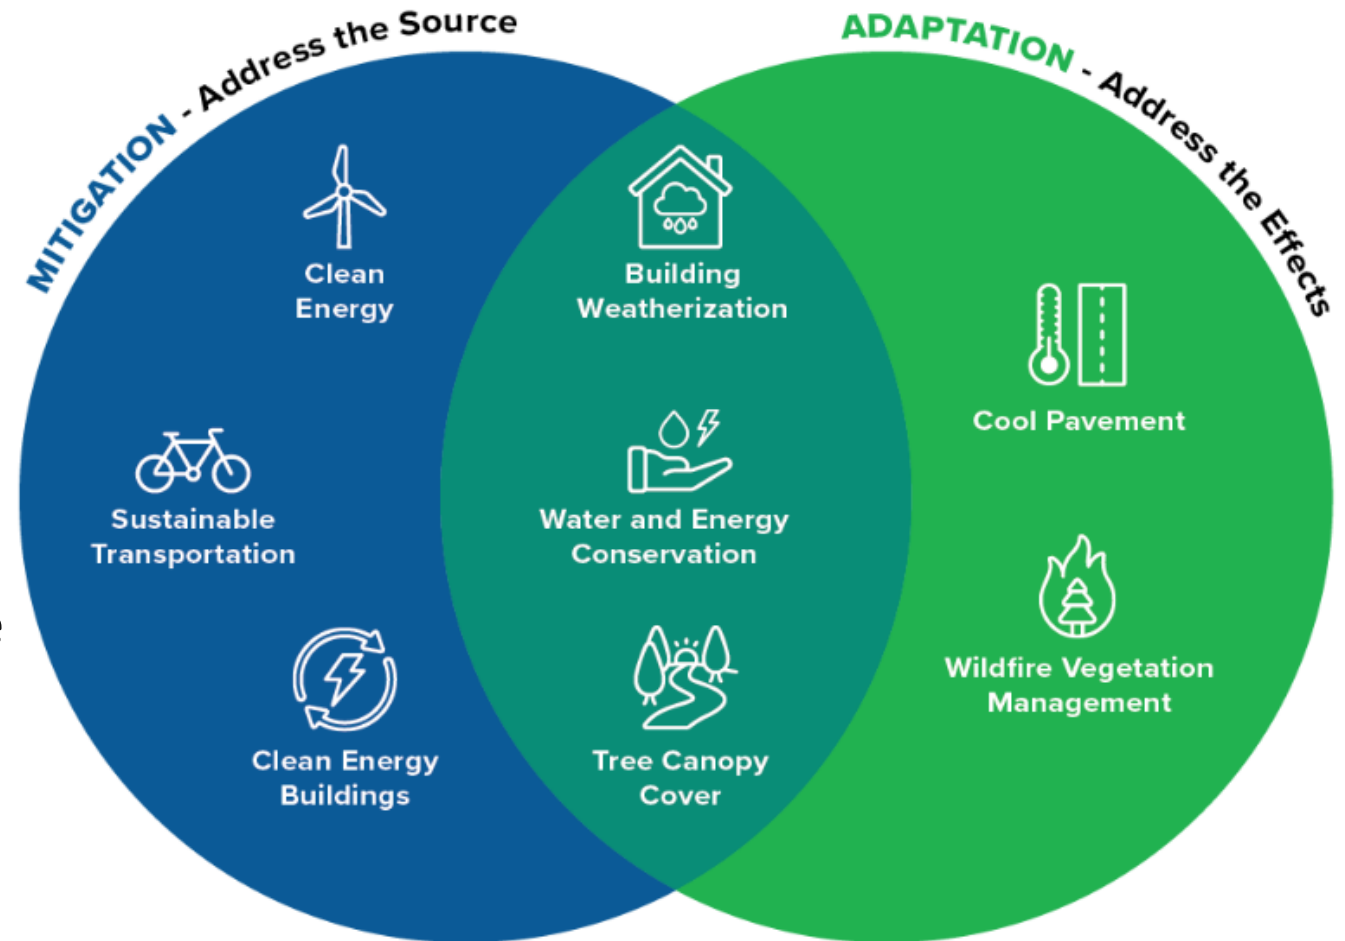 MITIGATION - Address the Source
ADAPTATION - Address the Effects
Clean
Energy
Building
Weatherization
Cool Pavement
Sustainable
Transportation
Water and Energy
Conservation
Wildfire Vegetation
Management
Clean Energy
Buildings
Tree Canopy
Cover